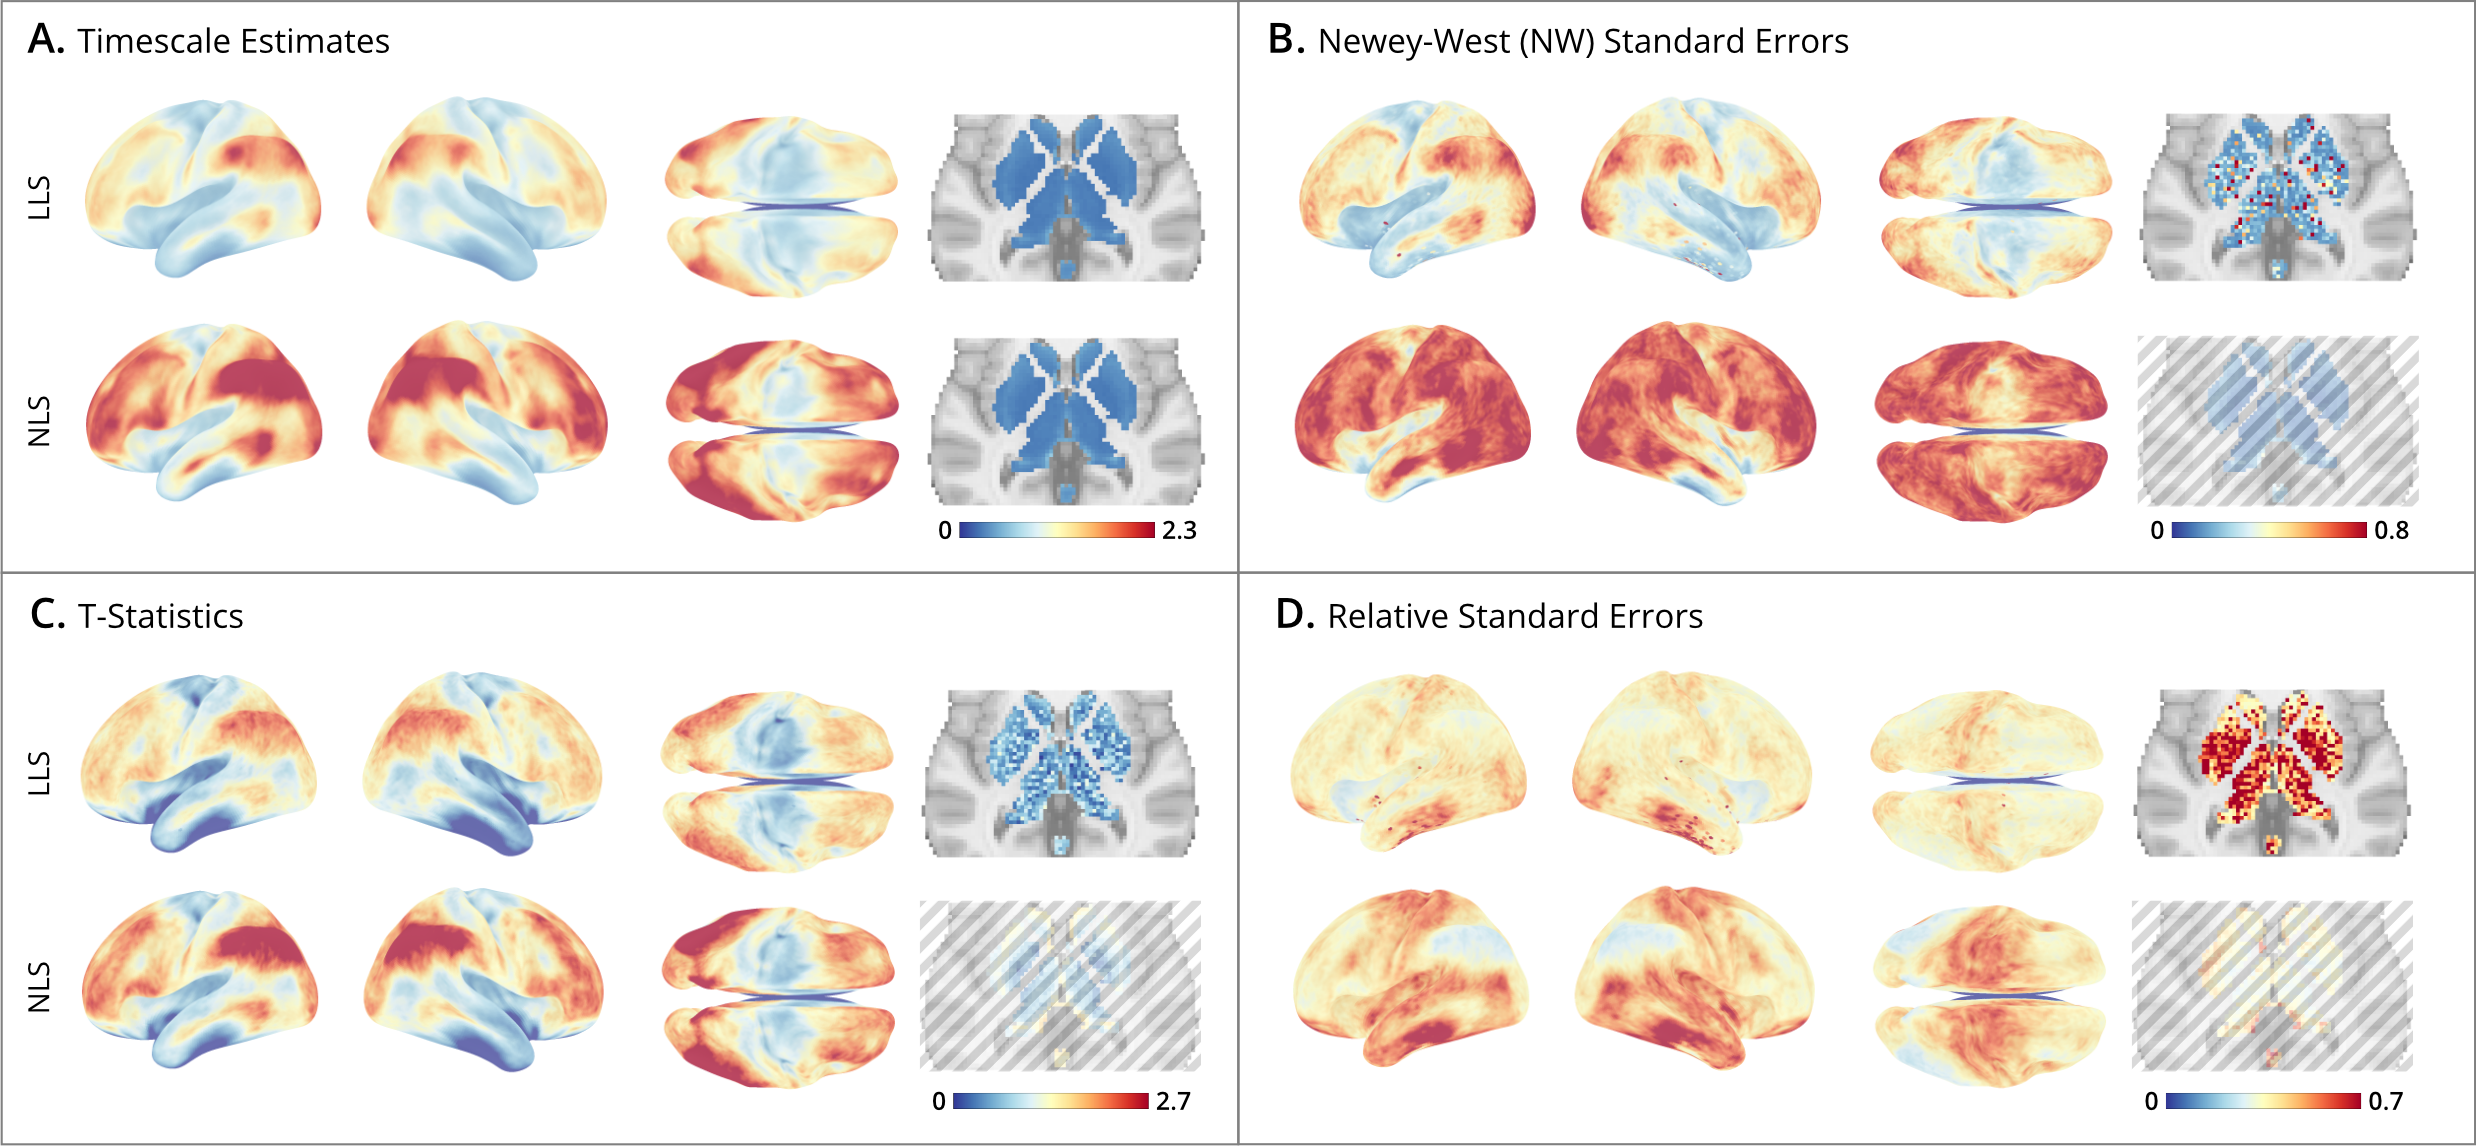 A. Timescale Estimates
LLS
NLS
0 2.3
B. Newey-West (NW) Standard Errors
0 0.8
C. T-Statistics
LLS
NLS
0 2.7
D. Relative Standard Errors
0 0.7